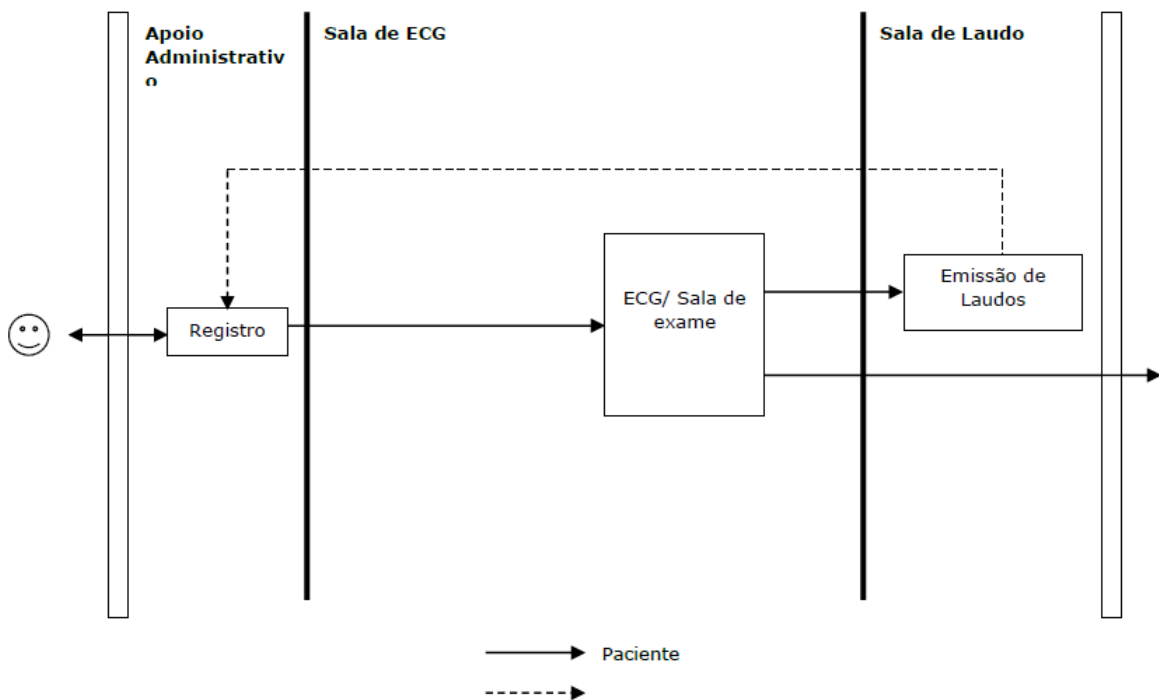 Apoio
Administrativ
o
Sala de ECG
Sala de Laudo
ECG/ Sala de
exame
Emissão de
Laudos
Registro
Paciente